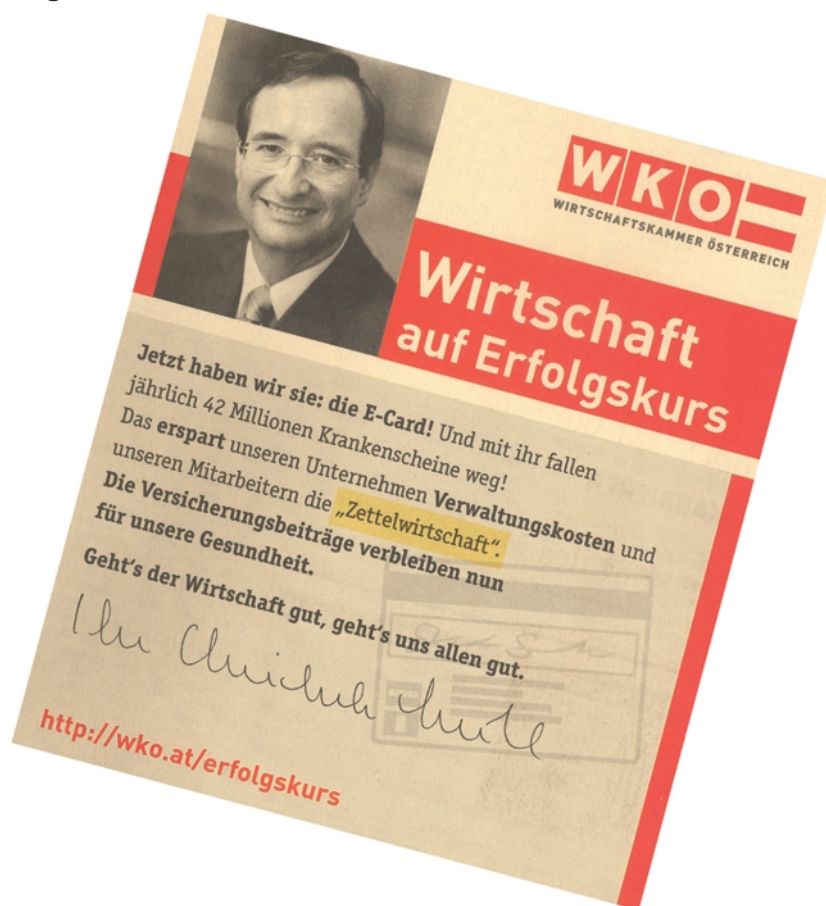 WKO
WIRTSCHAFTSKAMMER ÖSTERREICH
Wirtschaft
auf Erfolgskurs
Jetzt haben wir sie: die E-Card! Und mit ihr fallen
jährlich 42 Millionen Krankenscheine weg!
Das erspart unseren Unternehmen Verwaltungskosten und
unseren Mitarbeitern die „Zettelwirtschaft“.
Die Versicherungsbeiträge verbleiben nun
für unsere Gesundheit.
Geht's der Wirtschaft gut, geht's uns allen gut.
Ihr
http://wko.at/erfolgskurs